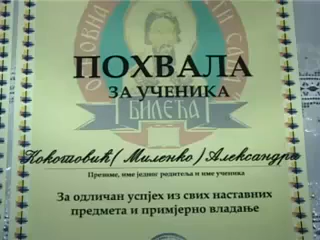 ОСНОВНА
БИЛЕЋА
ПОХВАЛА
ЗА УЧЕНИКА
Кокотовић (Миленко) Александра
Презиме, име једног родитеља и име ученика
За одличан успјех из свих наставних
предмета и примјерно владање